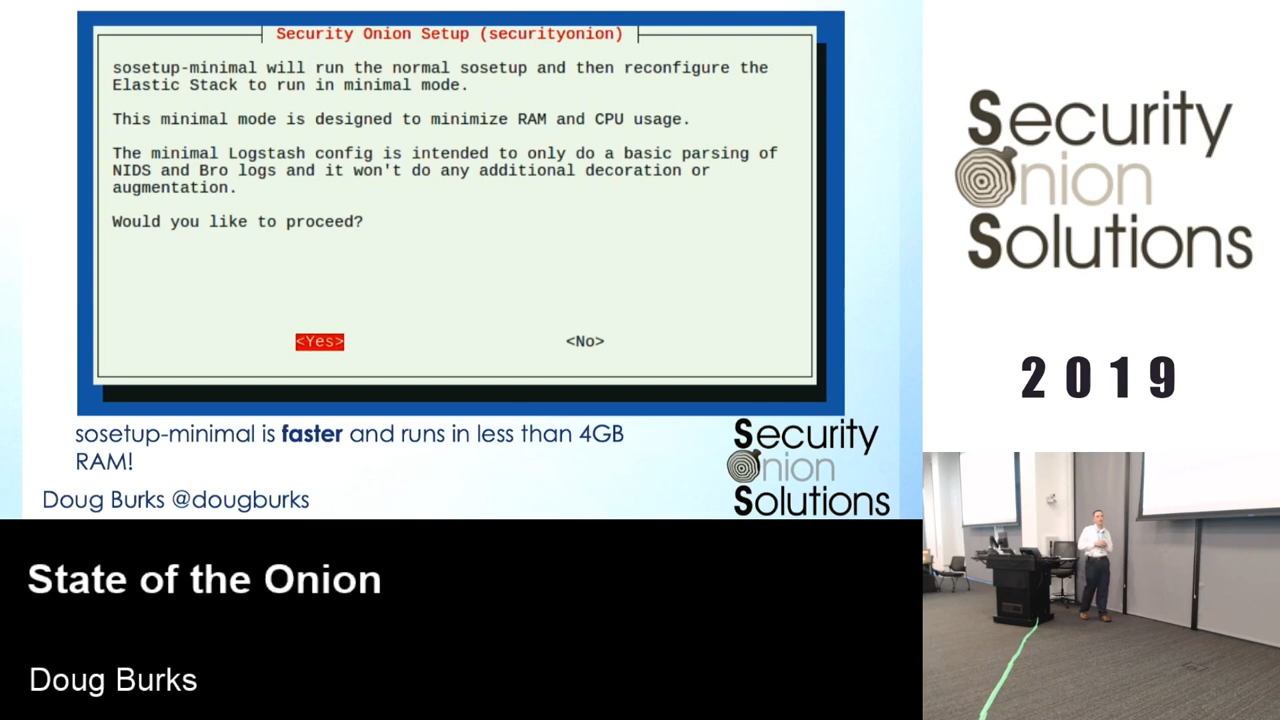 Security Onion Setup (securityonion)
sosetup-minimal will run the normal sosetup and then reconfigure the
Elastic Stack to run in minimal mode.
This minimal mode is designed to minimize RAM and CPU usage.
The minimal Logstash config is intended to only do a basic parsing of
NIDS and Bro logs and it won't do any additional decoration or
augmentation.
Would you like to proceed?
<Yes> <No>
sosetup-minimal is faster and runs in less than 4GB
RAM!
Doug Burks @dougburks
Security
Onion
Solutions
Security
Onion
Solutions
2019
State of the Onion
Doug Burks